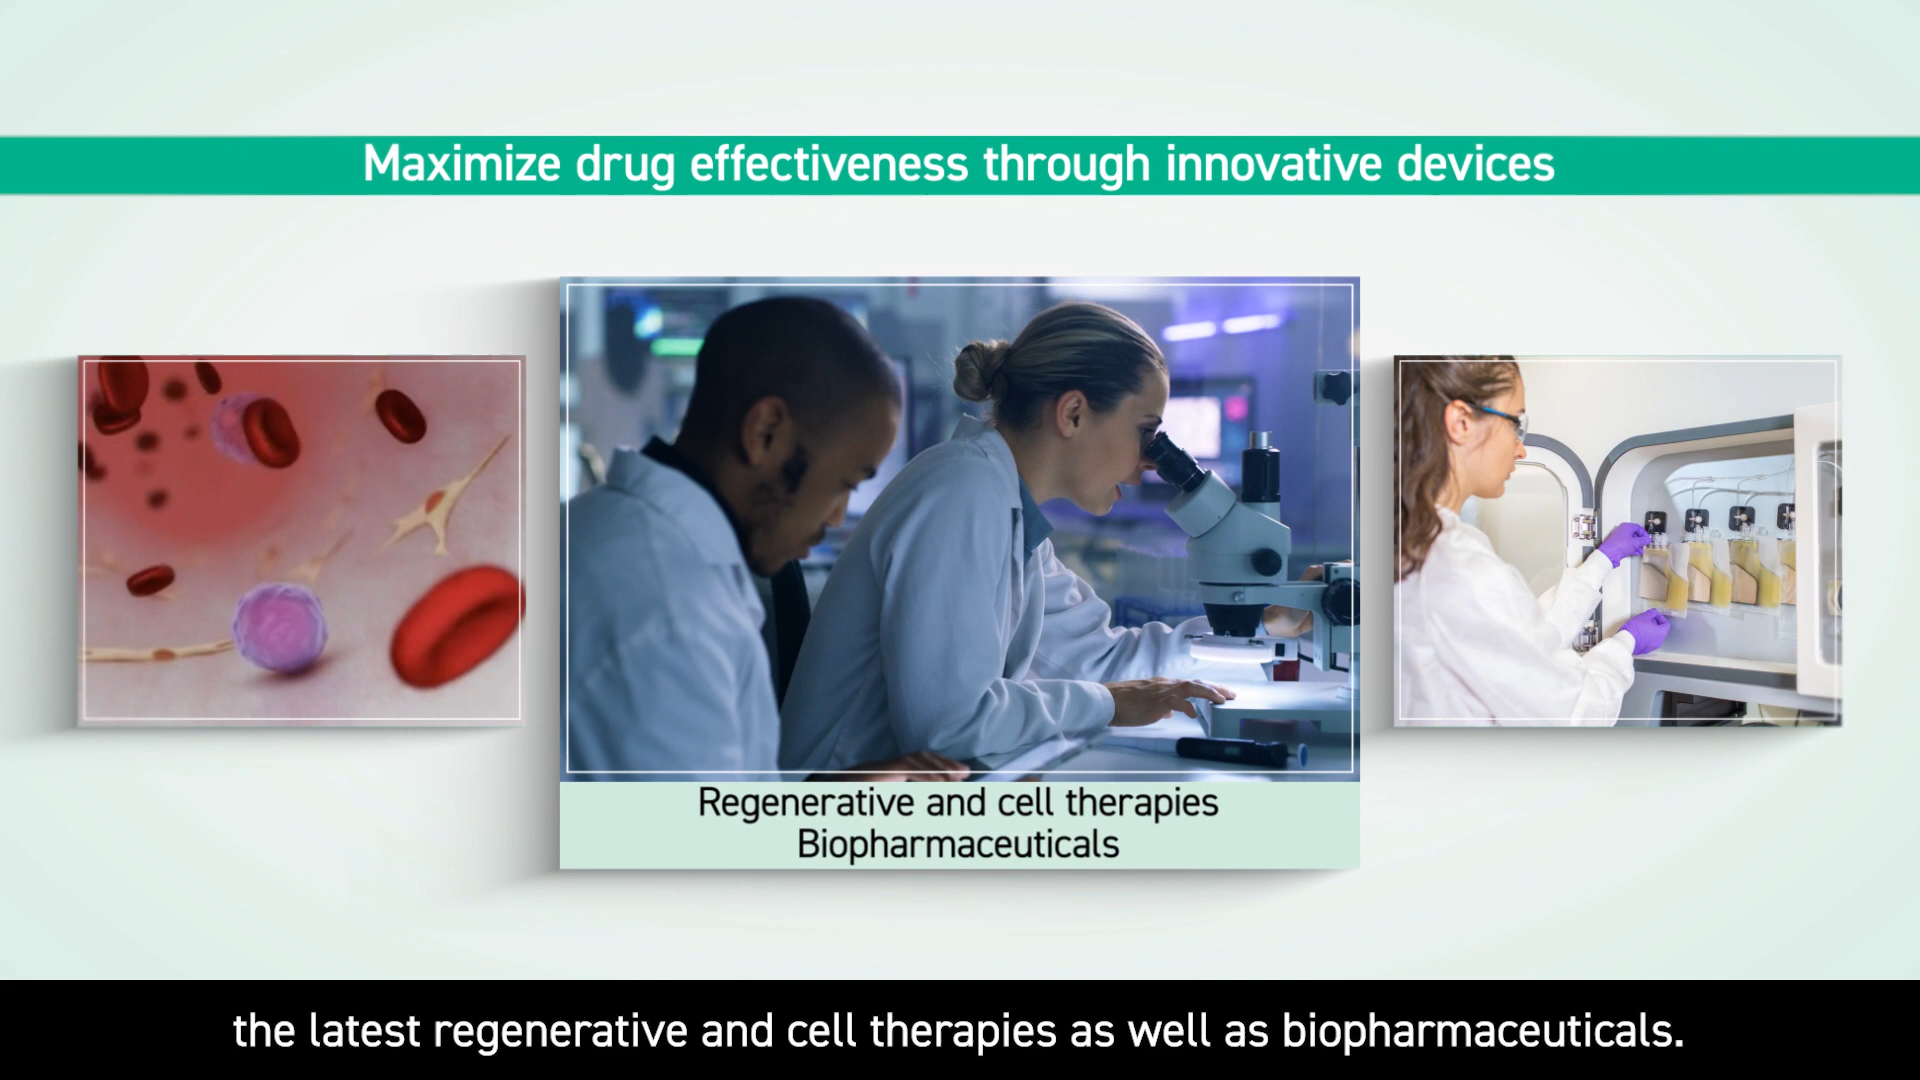 Maximize drug effectiveness through innovative devices
Regenerative and cell therapies
Biopharmaceuticals
the latest regenerative and cell therapies as well as biopharmaceuticals.